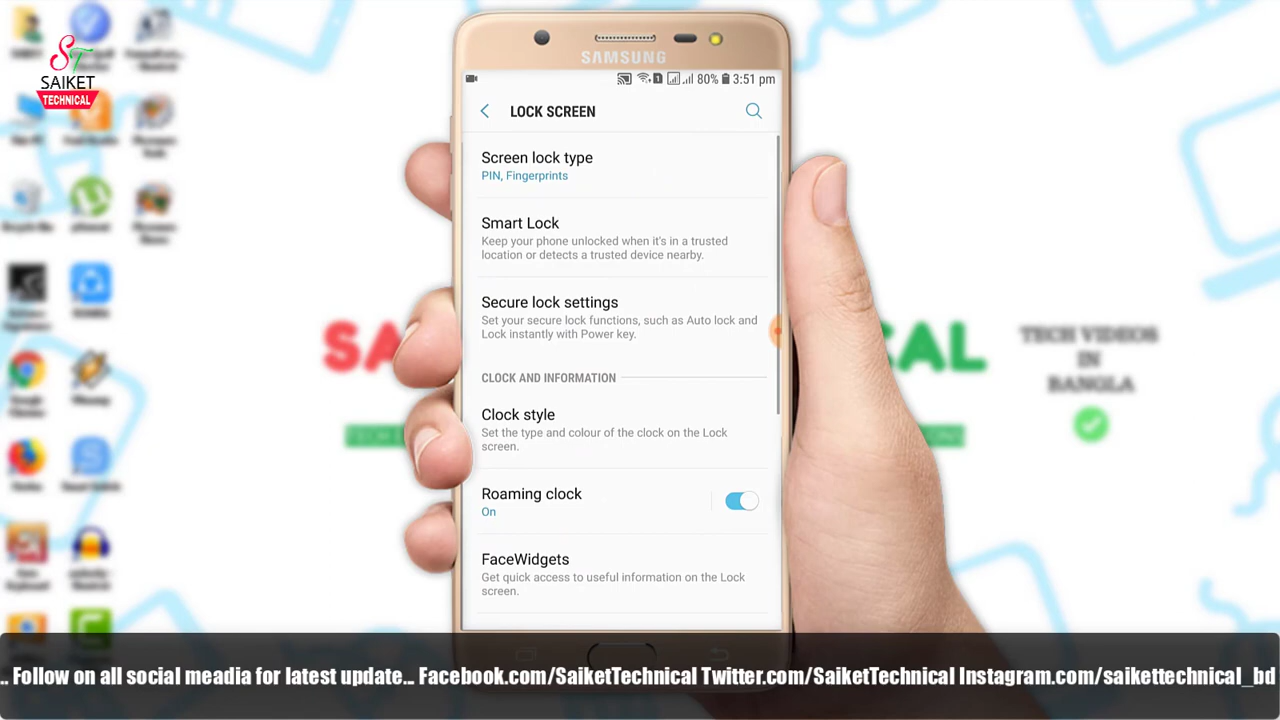 SAIKET
TECHNICAL
SAMSUNG
80% 3:51 pm
LOCK SCREEN
Screen lock type
PIN, Fingerprints
Smart Lock
Keep your phone unlocked when it's in a trusted
location or detects a trusted device nearby.
Secure lock settings
Set your secure lock functions, such as Auto lock and
Lock instantly with Power key.
CLOCK AND INFORMATION
Clock style
Set the type and colour of the clock on the Lock
screen.
Roaming clock
On
FaceWidgets
Get quick access to useful information on the Lock
screen.
SA
CAL
TECH VIDEOS
IN
BANGLA
Google
Chrome
.. Follow on all social meadia for latest update... Facebook.com/SaiketTechnical Twitter.com/SaiketTechnical Instagram.com/saikettechnical_bd